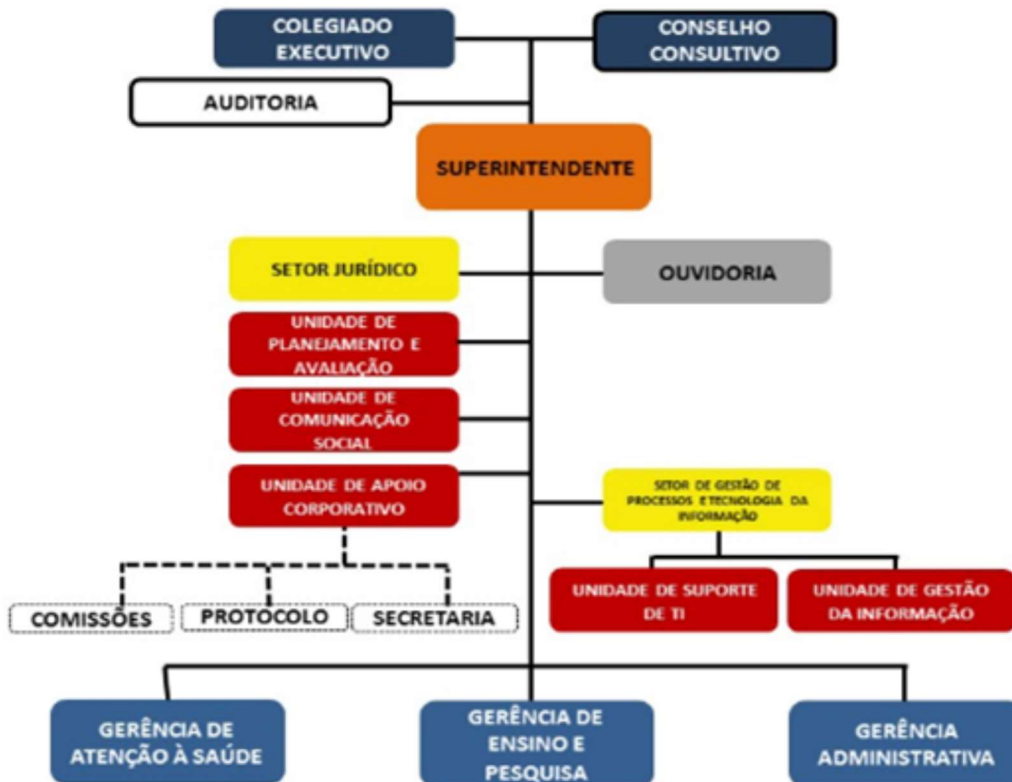 COLEGIADO
EXECUTIVO
CONSELHO
CONSULTIVO
AUDITORIA
SUPERINTENDENTE
SETOR JURÍDICO
OUVIDORIA
UNIDADE DE
PLANEJAMENTO E
AVALIAÇÃO
UNIDADE DE
COMUNICAÇÃO
SOCIAL
UNIDADE DE APOIO
CORPORATIVO
SETOR DE GESTÃO DE
PROCESSOS E TECNOLOGIA DA
INFORMAÇÃO
COMISSÕES
PROTOCOLO
SECRETARIA
UNIDADE DE SUPORTE
DE TI
UNIDADE DE GESTÃO
DA INFORMAÇÃO
GERÊNCIA DE
ATENÇÃO À SAÚDE
GERÊNCIA DE
ENSINO E
PESQUISA
GERÊNCIA
ADMINISTRATIVA